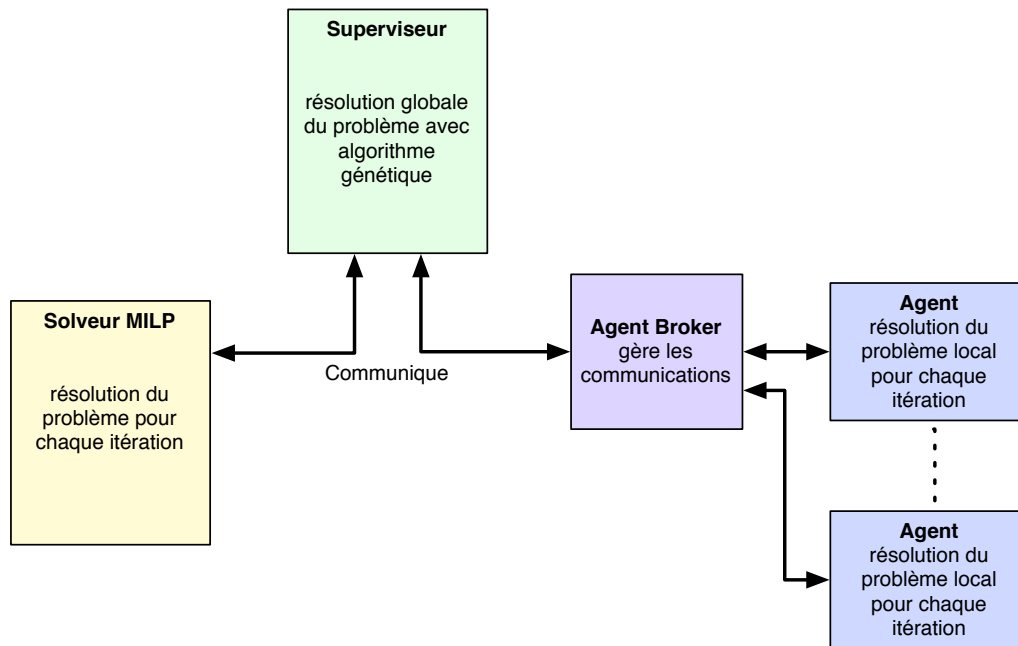 Superviseur
résolution globale
du problème avec
algorithme
génétique
Solveur MILP
résolution du
problème pour
chaque itération
Communique
Agent Broker
gère les
communications
Agent
résolution du
problème local
pour chaque
itération
Agent
résolution du
problème local
pour chaque
itération